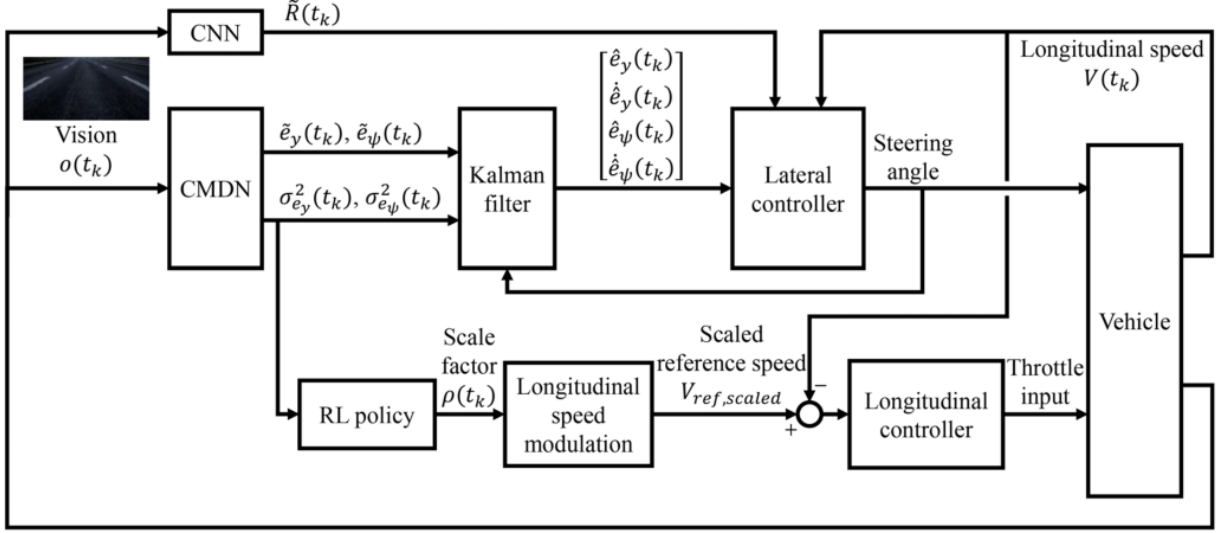 CNN
R̃(t_k)
Vision
o(t_k)
CMDN
ẽ_y(t_k), ẽ_ψ(t_k)
σ²_{e_y}(t_k), σ²_{e_ψ}(t_k)
Kalman
filter
ê_y(t_k)
ė̂_y(t_k)
ê_ψ(t_k)
ė̂_ψ(t_k)
Lateral
controller
Steering
angle
Longitudinal speed
V(t_k)
Vehicle
RL policy
Scale
factor
ρ(t_k)
Longitudinal
speed
modulation
Scaled
reference speed
V_{ref,scaled}
−
+
Longitudinal
controller
Throttle
input